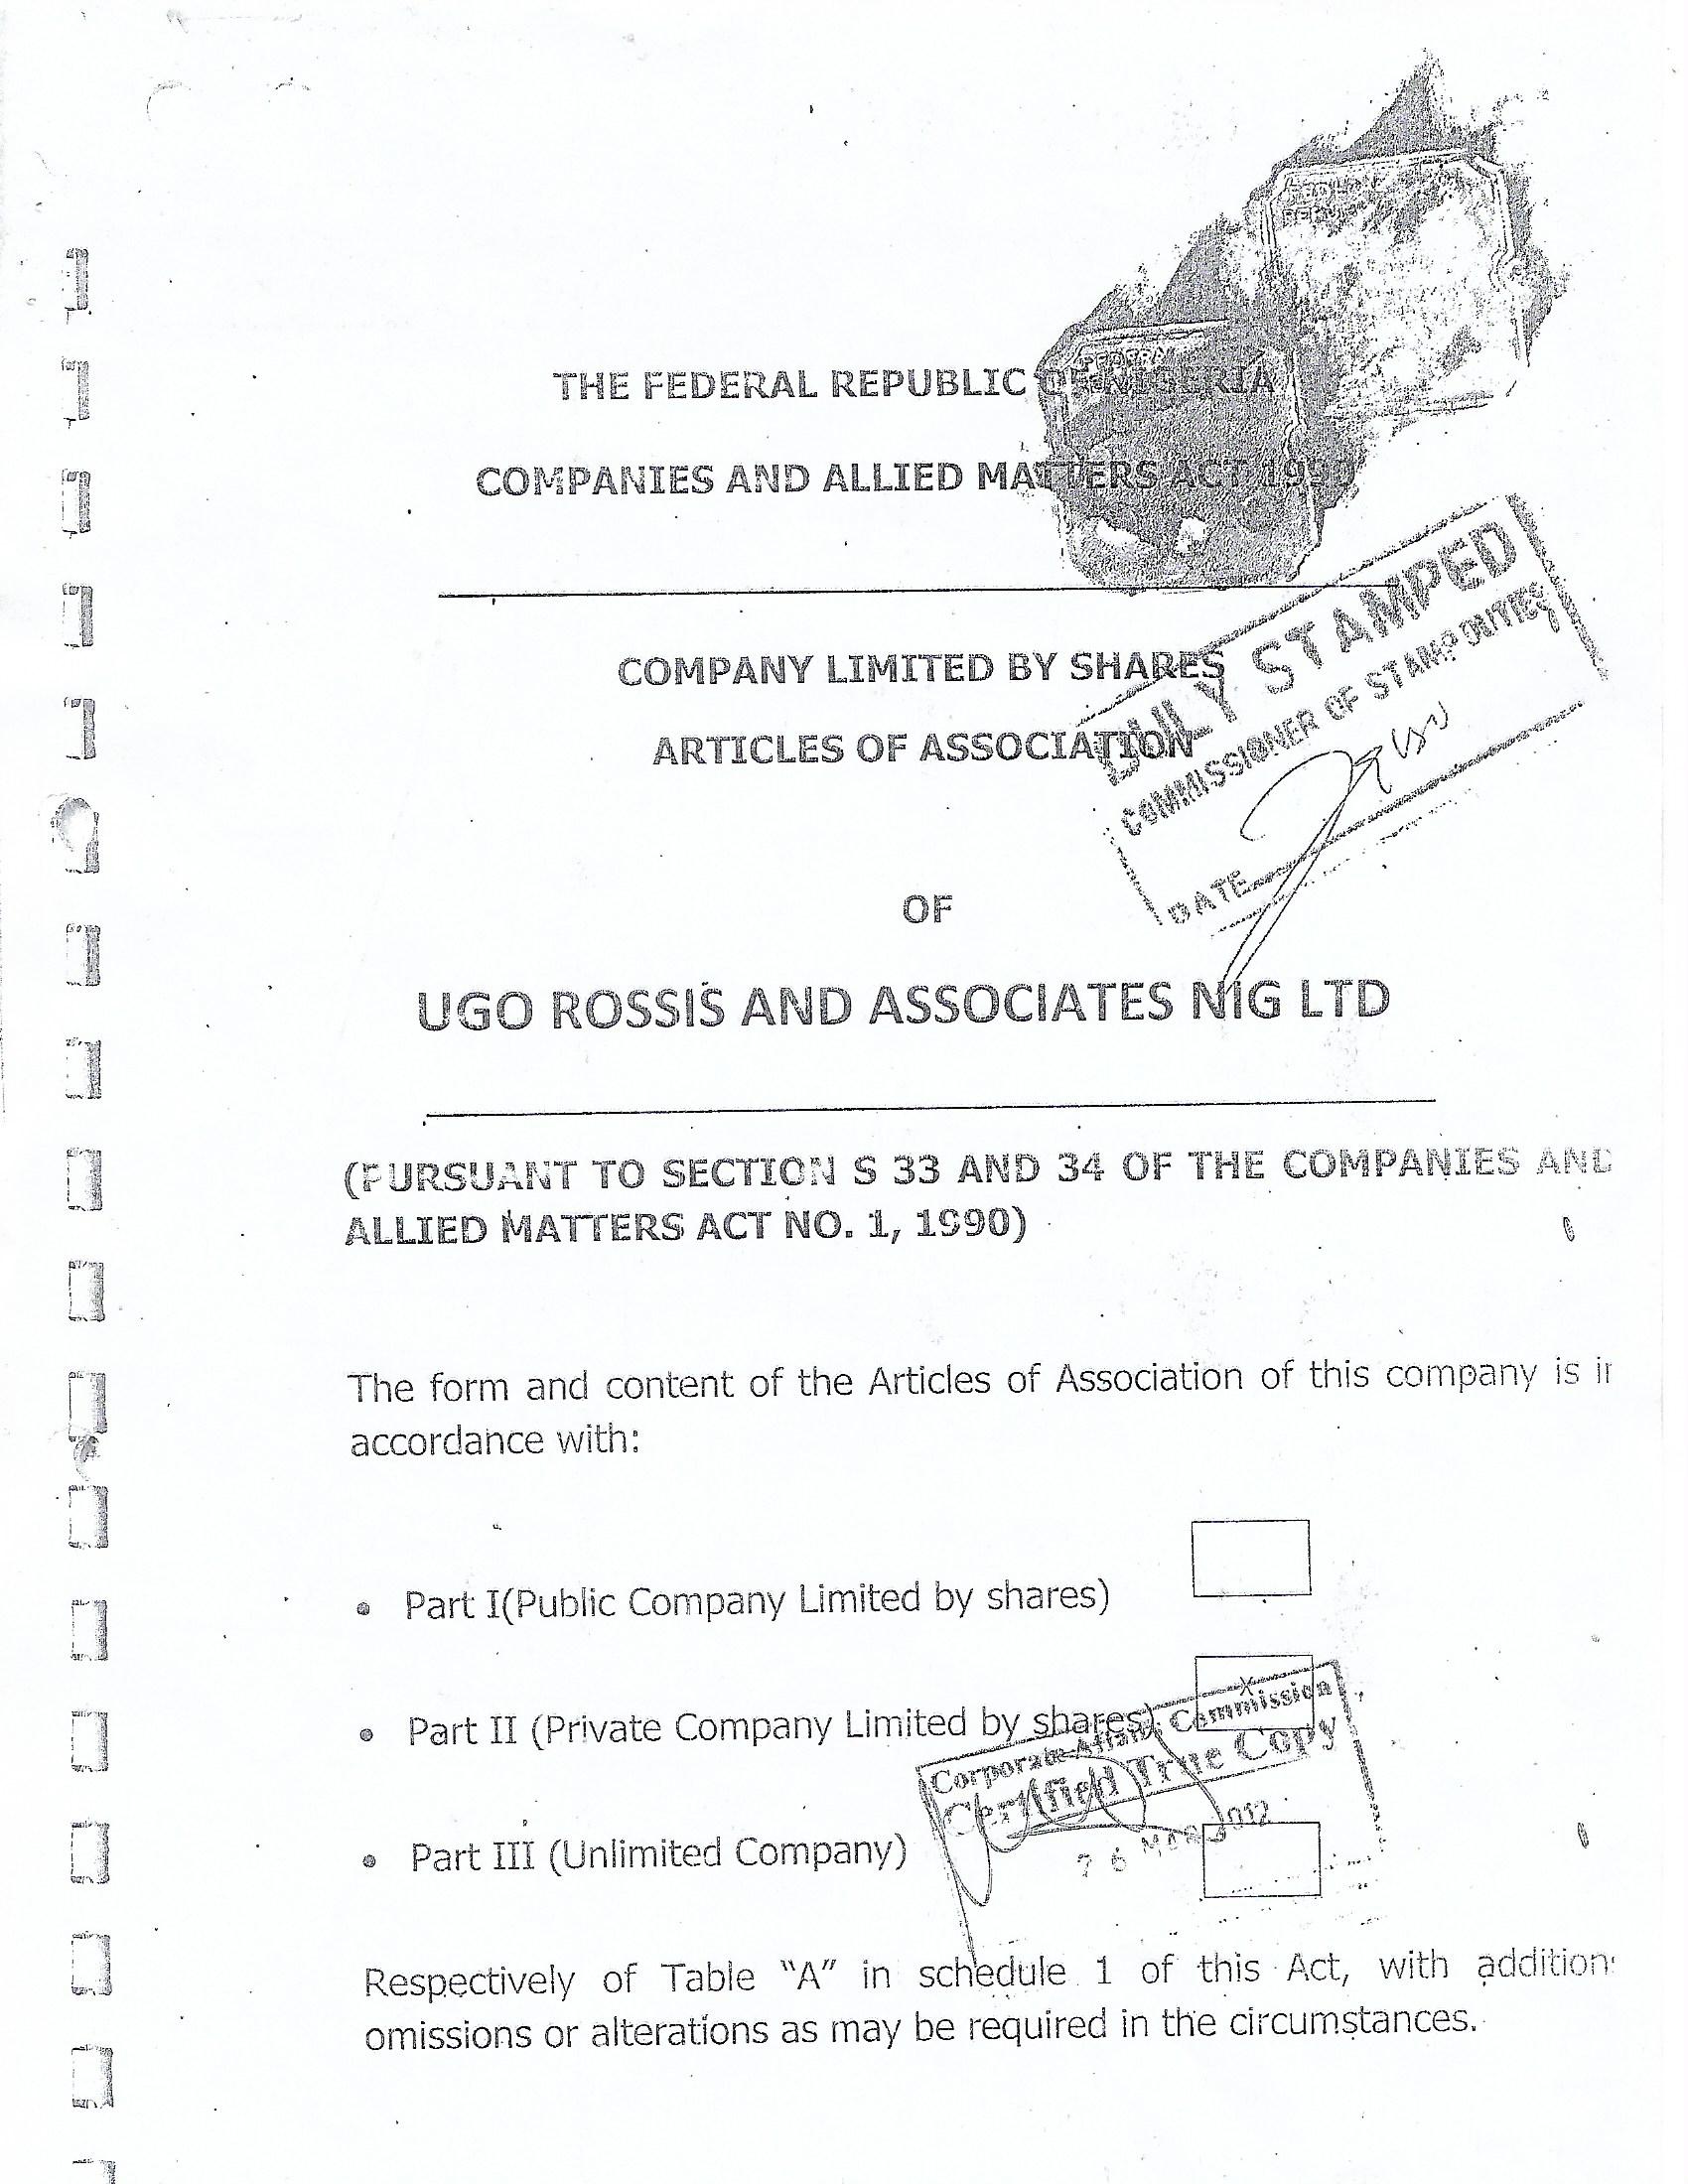 THE FEDERAL REPUBLIC OF NIGERIA
COMPANIES AND ALLIED MATTERS ACT 1990
COMPANY LIMITED BY SHARES
ARTICLES OF ASSOCIATION
DULY STAMPED
COMMISSIONER OF STAMP DUTIES
DATE
OF
UGO ROSSIS AND ASSOCIATES NIG LTD
(PURSUANT TO SECTION S 33 AND 34 OF THE COMPANIES AND
ALLIED MATTERS ACT NO. 1, 1990)
The form and content of the Articles of Association of this company is in
accordance with:
• Part I(Public Company Limited by shares)
• Part II (Private Company Limited by shares) X
Corporate Affairs Commission
Certified True Copy
MAR 2012
• Part III (Unlimited Company)
Respectively of Table “A” in schedule 1 of this Act, with additions
omissions or alterations as may be required in the circumstances.